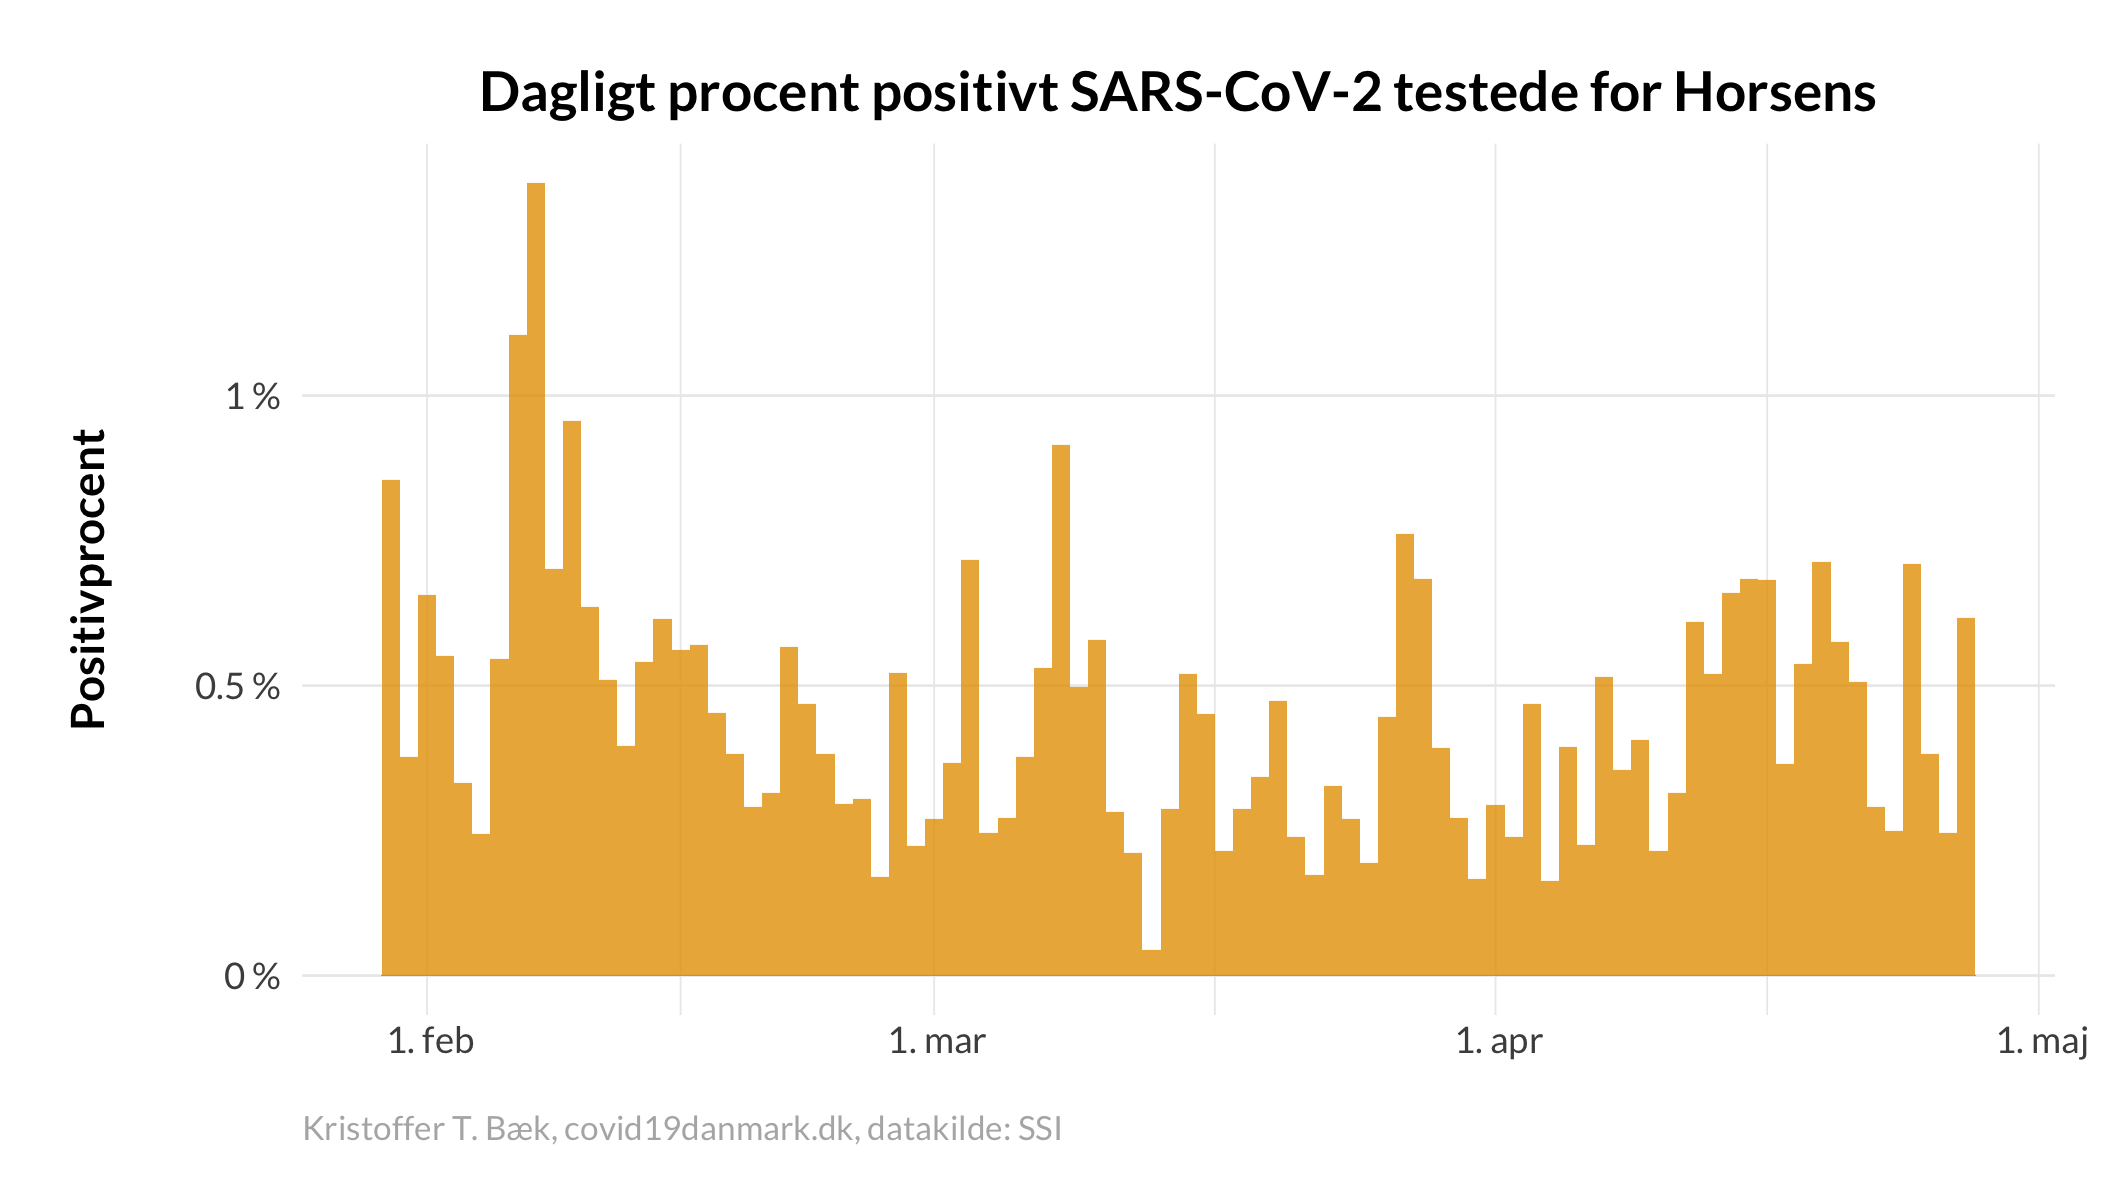 Dagligt procent positivt SARS-CoV-2 testede for Horsens
Positivprocent
1 %
0.5 %
0 %
1. feb
1. mar
1. apr
1. maj
Kristoffer T. Bæk, covid19danmark.dk, datakilde: SSI